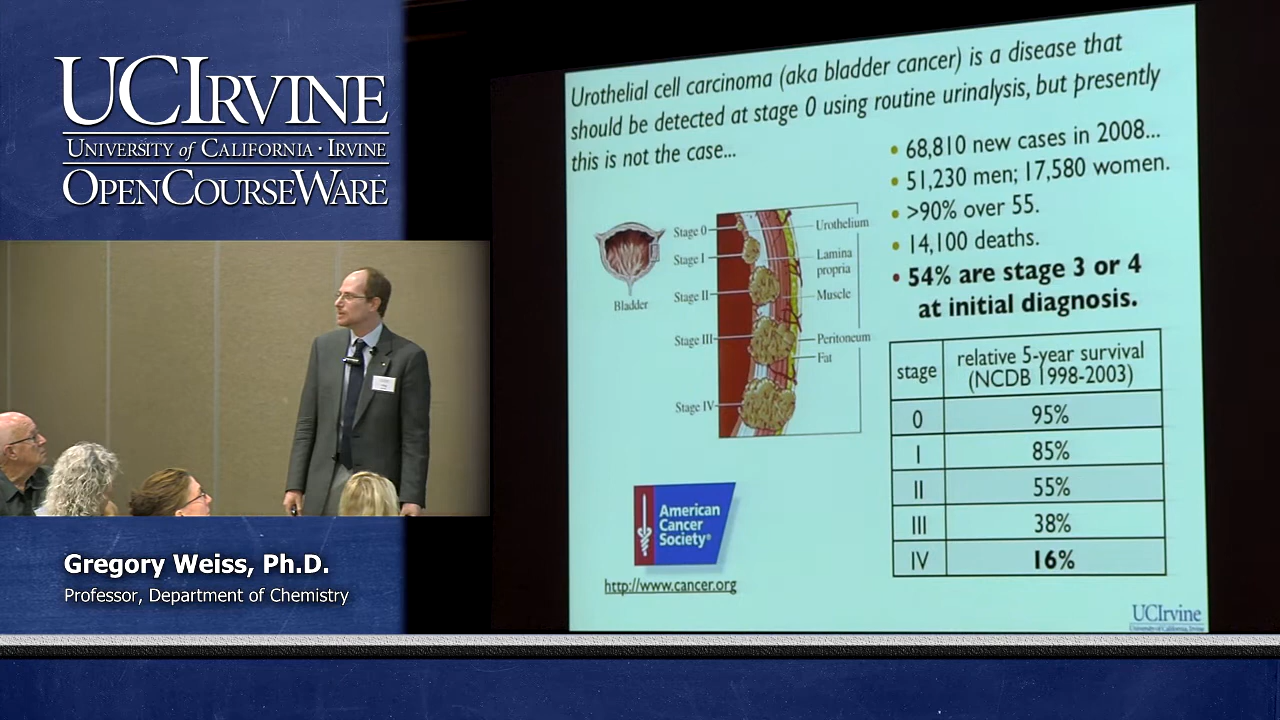 UCIRVINE
UNIVERSITY of CALIFORNIA · IRVINE
OPENCOURSEWARE
Gregory Weiss, Ph.D.
Professor, Department of Chemistry
Urothelial cell carcinoma (aka bladder cancer) is a disease that
should be detected at stage 0 using routine urinalysis, but presently
this is not the case...
• 68,810 new cases in 2008...
• 51,230 men; 17,580 women.
• >90% over 55.
• 14,100 deaths.
• 54% are stage 3 or 4
at initial diagnosis.
Bladder
Stage 0
Stage I
Stage II
Stage III
Stage IV
Urothelium
Lamina
propria
Muscle
Peritoneum
Fat
stage relative 5-year survival
(NCDB 1998-2003)
0 95%
I 85%
II 55%
III 38%
IV 16%
American
Cancer
Society®
http://www.cancer.org
UCIrvine
University of California, Irvine